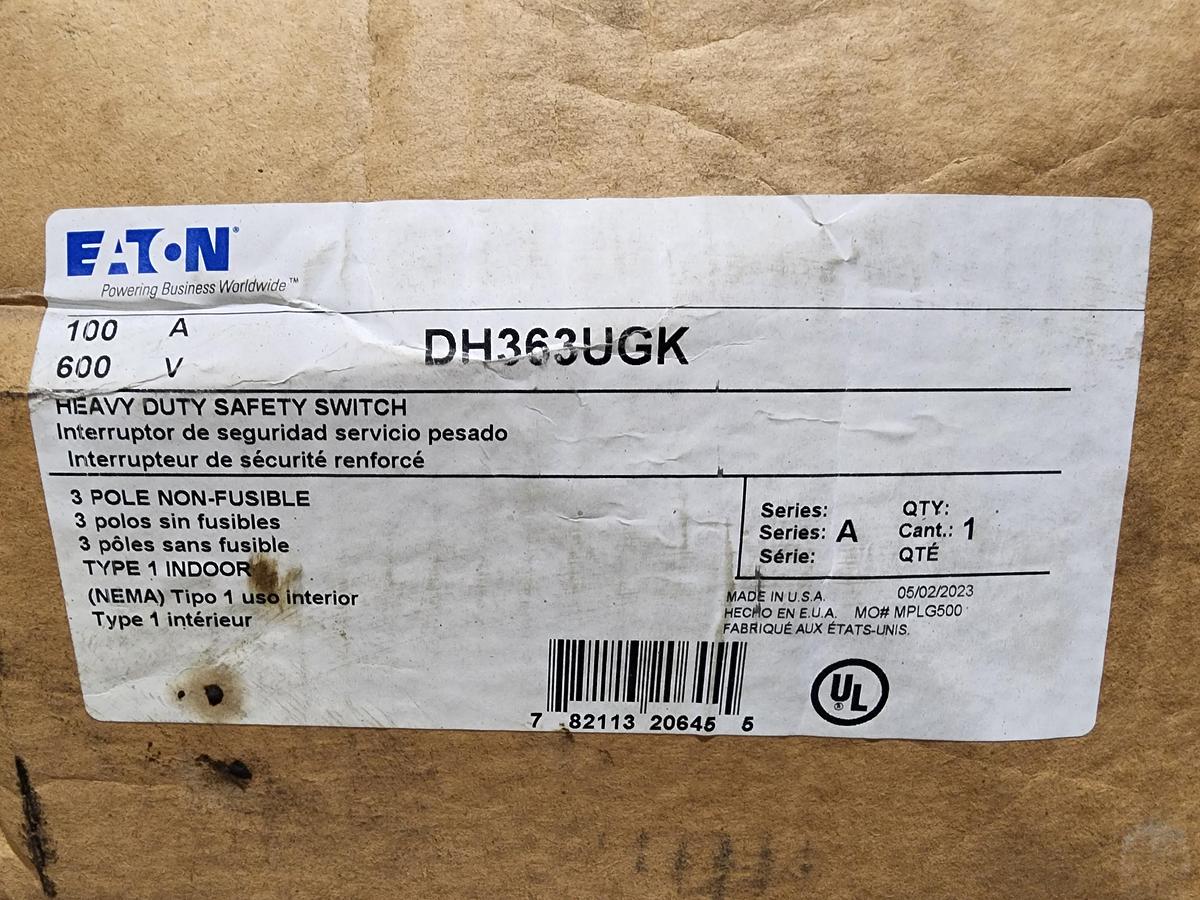 EATON®
Powering Business Worldwide™
100 A
600 V
DH363UGK
HEAVY DUTY SAFETY SWITCH
Interruptor de seguridad servicio pesado
Interrupteur de sécurité renforcé
3 POLE NON-FUSIBLE
3 polos sin fusibles
3 pôles sans fusible
TYPE 1 INDOOR
(NEMA) Tipo 1 uso interior
Type 1 intérieur
Series: QTY:
Series: A Cant.: 1
Série: QTÉ
MADE IN U.S.A. 05/02/2023
HECHO EN E.U.A. MO# MPLG500
FABRIQUÉ AUX ÉTATS-UNIS.
7 82113 20645 5
UL®